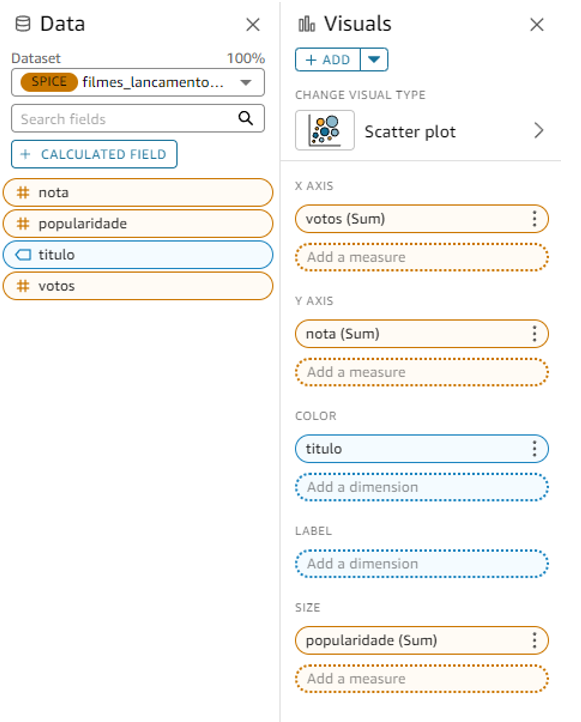 Data
Dataset 100%
SPICE filmes_lancamento...
Search fields
+ CALCULATED FIELD
# nota
# popularidade
titulo
# votos
Visuals
+ ADD
CHANGE VISUAL TYPE
Scatter plot
X AXIS
votos (Sum)
Add a measure
Y AXIS
nota (Sum)
Add a measure
COLOR
titulo
Add a dimension
LABEL
Add a dimension
SIZE
popularidade (Sum)
Add a measure